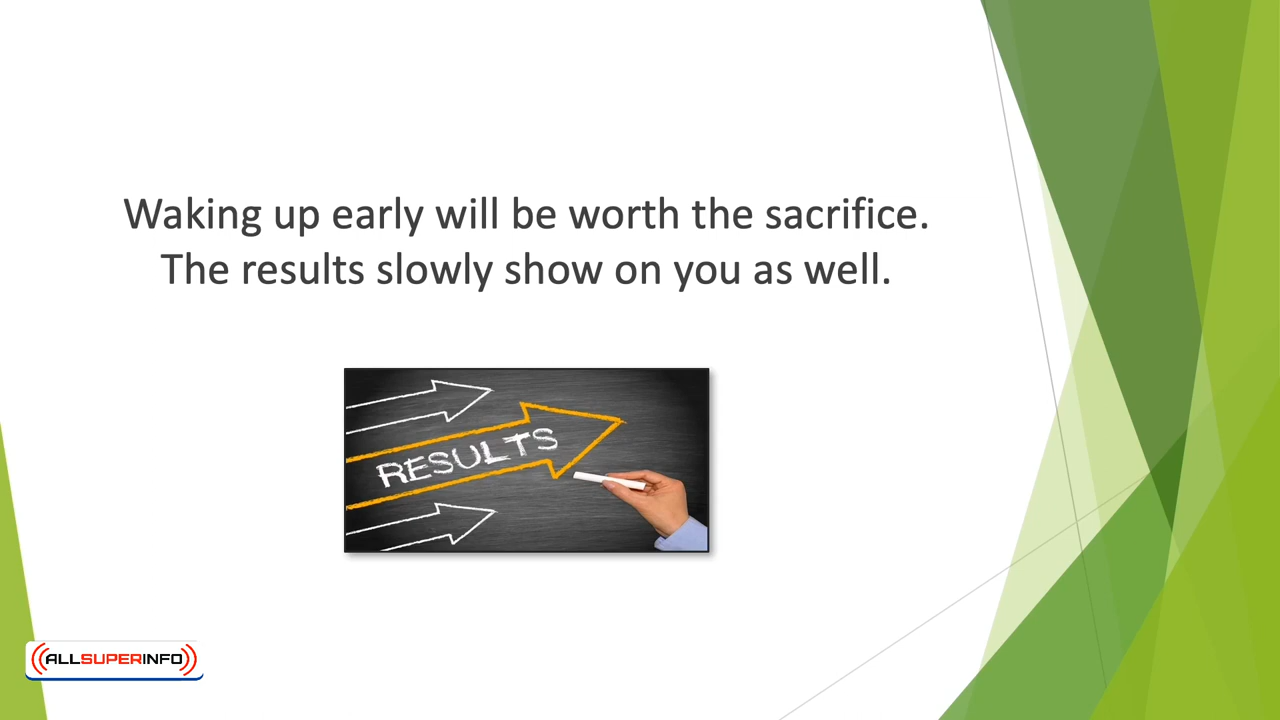 Waking up early will be worth the sacrifice.
The results slowly show on you as well.
RESULTS
ALLSUPERINFO